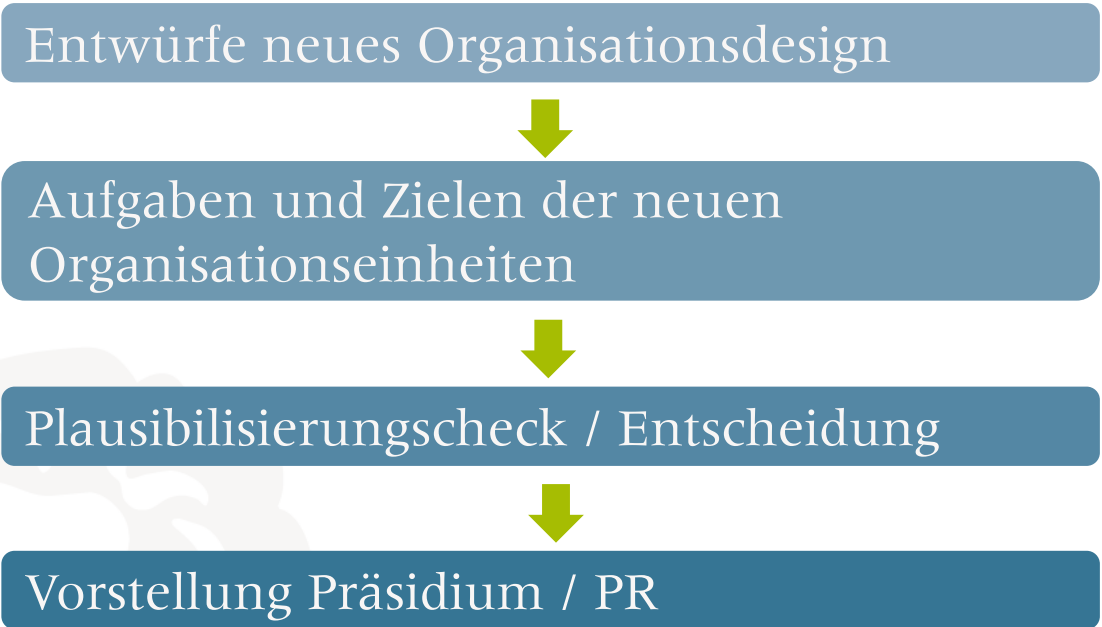 Entwürfe neues Organisationsdesign
Aufgaben und Zielen der neuen
Organisationseinheiten
Plausibilisierungscheck / Entscheidung
Vorstellung Präsidium / PR